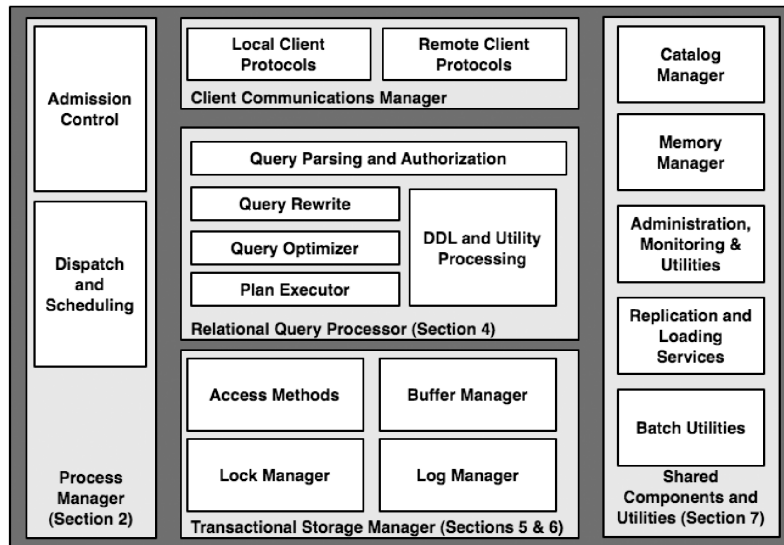 Admission
Control
Dispatch
and
Scheduling
Process
Manager
(Section 2)
Local Client
Protocols
Remote Client
Protocols
Client Communications Manager
Query Parsing and Authorization
Query Rewrite
Query Optimizer
Plan Executor
DDL and Utility
Processing
Relational Query Processor (Section 4)
Access Methods
Buffer Manager
Lock Manager
Log Manager
Transactional Storage Manager (Sections 5 & 6)
Catalog
Manager
Memory
Manager
Administration,
Monitoring &
Utilities
Replication and
Loading
Services
Batch Utilities
Shared
Components and
Utilities (Section 7)